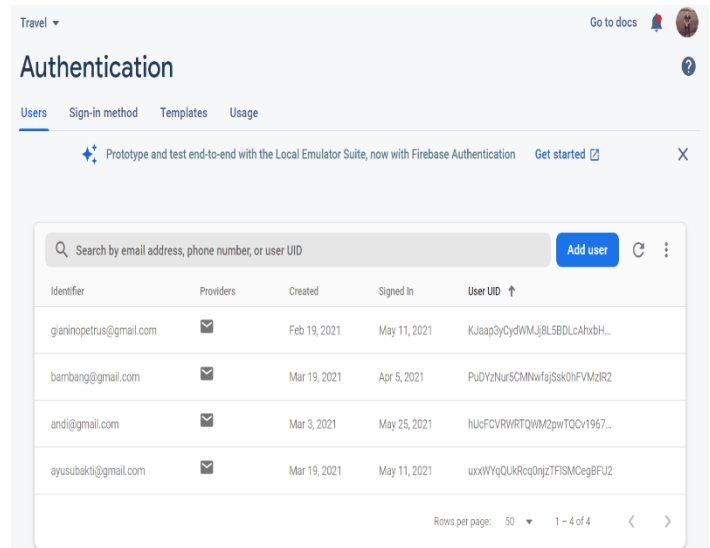 Travel Go to docs
Authentication
Users Sign-in method Templates Usage
Prototype and test end-to-end with the Local Emulator Suite, now with Firebase Authentication Get started
Search by email address, phone number, or user UID Add user
Identifier Providers Created Signed In User UID
gianinopetrus@gmail.com Feb 19, 2021 May 11, 2021 KJaap3yCydWMJj8L5BDLcAhxbH...
bambang@gmail.com Mar 19, 2021 Apr 5, 2021 PuDYzNur5CMNwfajSsk0hFVMzlR2
andi@gmail.com Mar 3, 2021 May 25, 2021 hUcFCVRWRTQWM2pwTQCv1967...
ayusubakti@gmail.com Mar 19, 2021 May 11, 2021 uxxWYqQUkRcq0njzTFlSMCegBFU2
Rows per page: 50 1 – 4 of 4